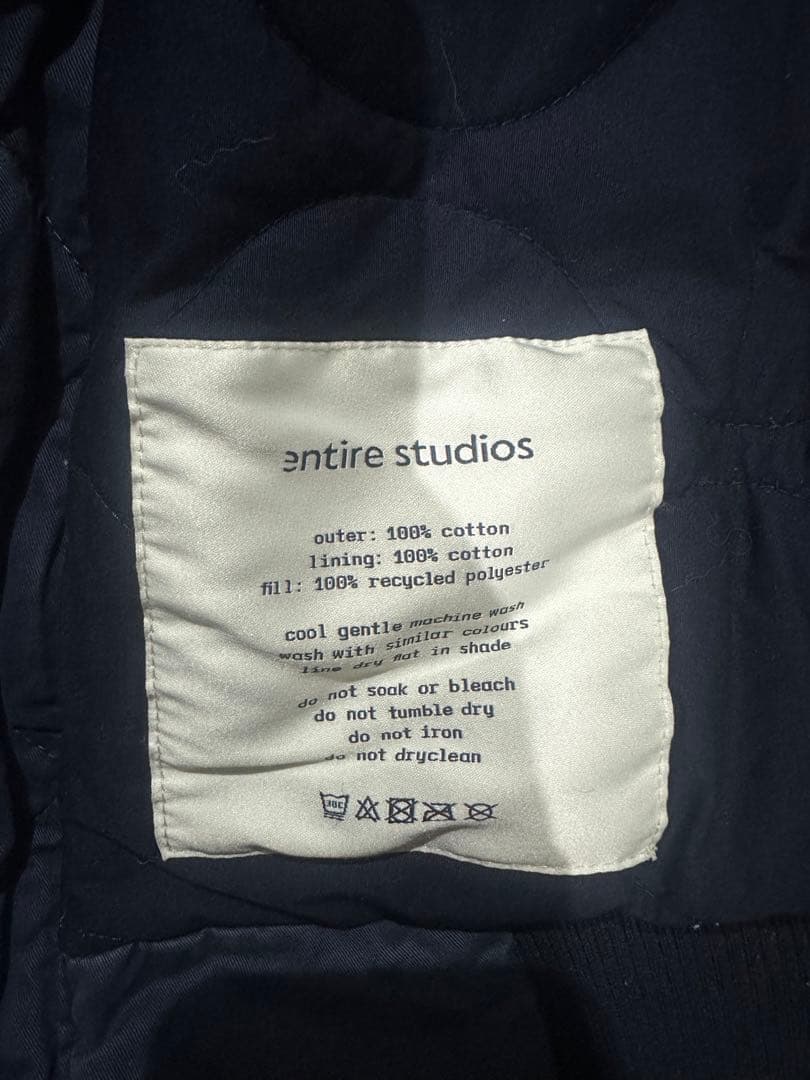 entire studios
outer: 100% cotton
lining: 100% cotton
fill: 100% recycled polyester
cool gentle machine wash
wash with similar colours
line dry flat in shade
do not soak or bleach
do not tumble dry
do not iron
do not dryclean
30C